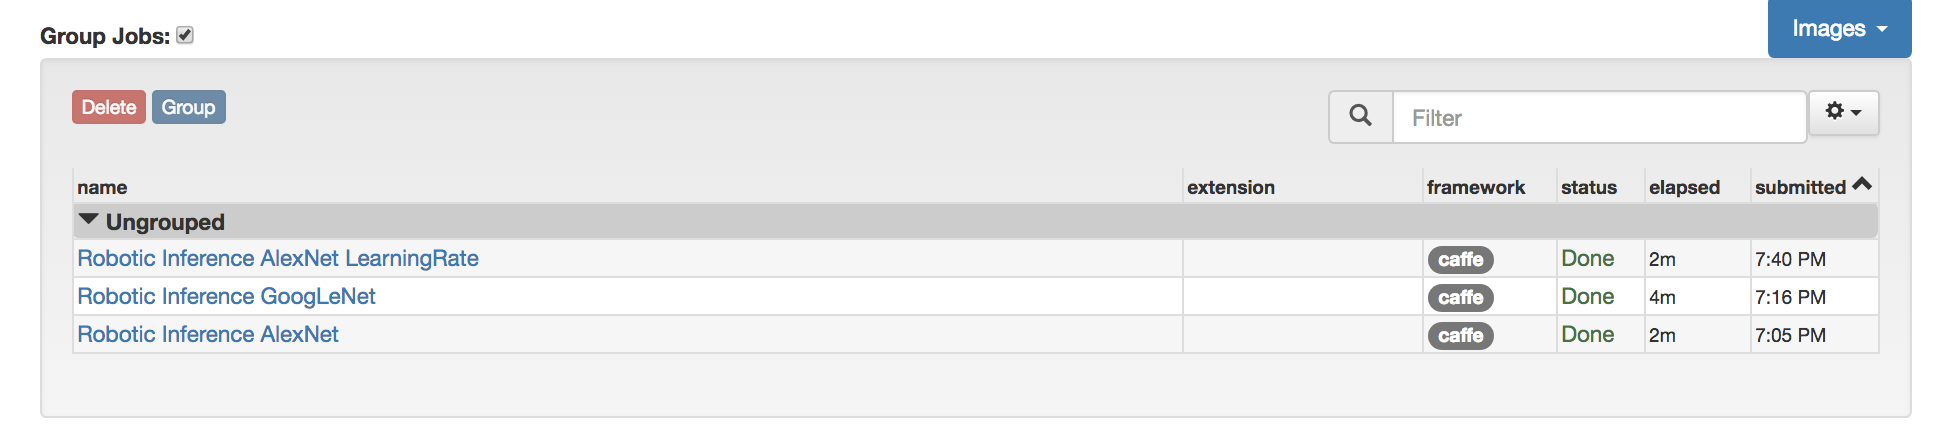 Group Jobs:
Images
Delete Group
Filter
name extension framework status elapsed submitted
Ungrouped
Robotic Inference AlexNet LearningRate caffe Done 2m 7:40 PM
Robotic Inference GoogLeNet caffe Done 4m 7:16 PM
Robotic Inference AlexNet caffe Done 2m 7:05 PM